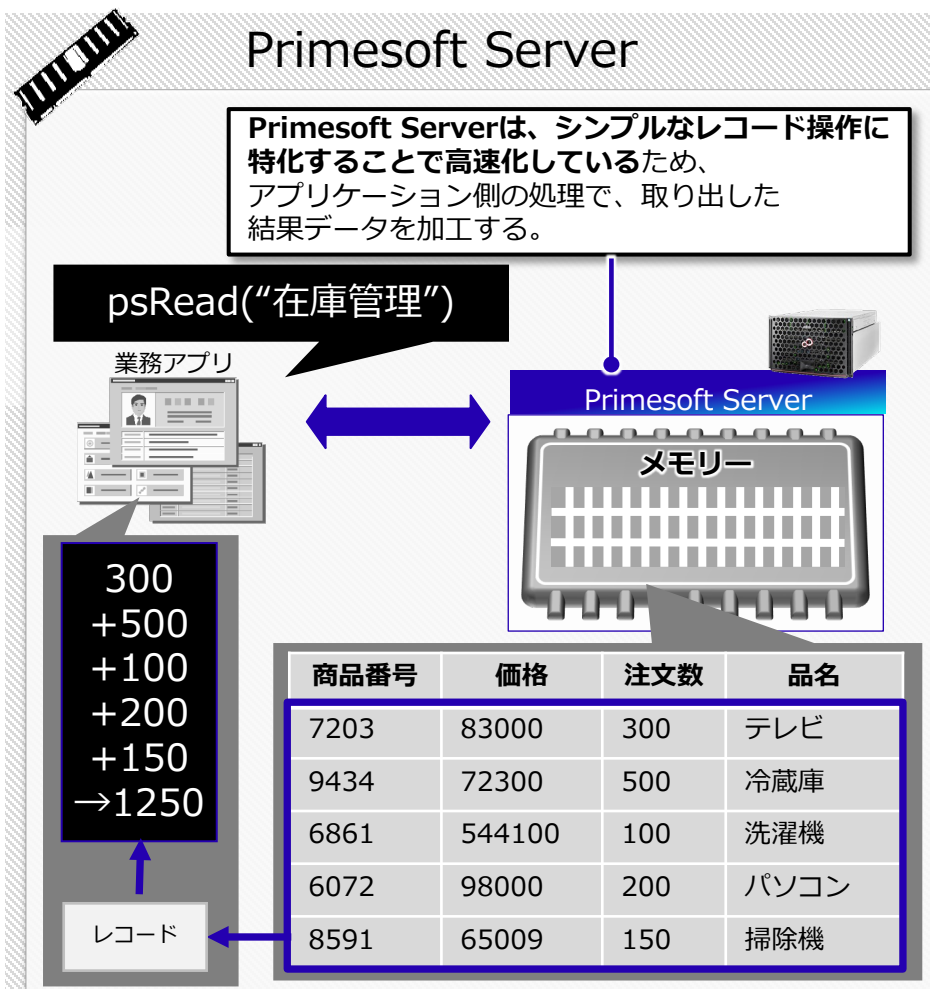 Primesoft Server
Primesoft Serverは、シンプルなレコード操作に
特化することで高速化しているため、
アプリケーション側の処理で、取り出した
結果データを加工する。
psRead(“在庫管理”)
業務アプリ
Primesoft Server
メモリー
300
+500
+100
+200
+150
→1250
レコード
商品番号 価格 注文数 品名
7203 83000 300 テレビ
9434 72300 500 冷蔵庫
6861 544100 100 洗濯機
6072 98000 200 パソコン
8591 65009 150 掃除機